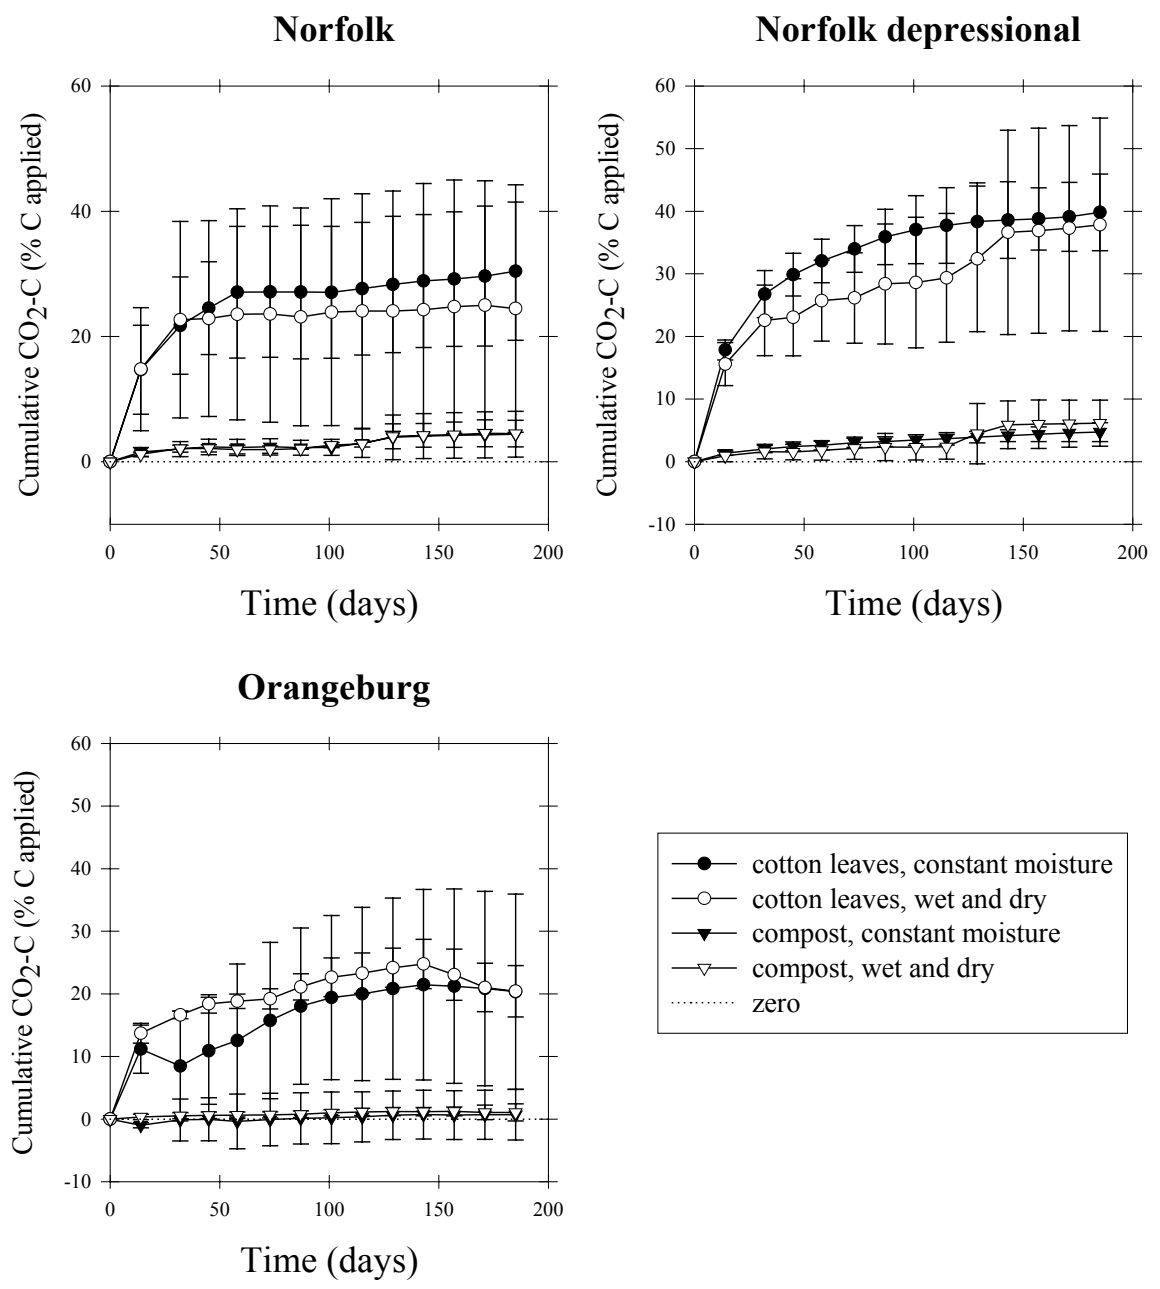 Norfolk
Cumulative CO2-C (% C applied)
60
40
20
0
0 50 100 150 200
Time (days)
Norfolk depressional
Cumulative CO2-C (% C applied)
60
50
40
30
20
10
0
-10
0 50 100 150 200
Time (days)
Orangeburg
Cumulative CO2-C (% C applied)
60
50
40
30
20
10
0
-10
0 50 100 150 200
Time (days)
cotton leaves, constant moisture
cotton leaves, wet and dry
compost, constant moisture
compost, wet and dry
zero